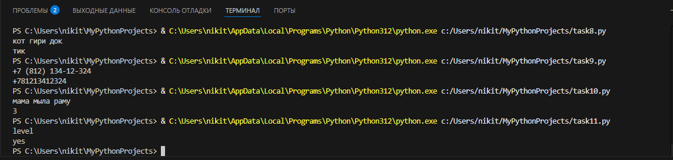 ПРОБЛЕМЫ 2 ВЫХОДНЫЕ ДАННЫЕ КОНСОЛЬ ОТЛАДКИ ТЕРМИНАЛ ПОРТЫ
PS C:\Users\nikit\MyPythonProjects> & C:\Users\nikit\AppData\Local\Programs\Python\Python312\python.exe c:/Users/nikit/MyPythonProjects/task8.py
кот гири док
тик
PS C:\Users\nikit\MyPythonProjects> & C:\Users\nikit\AppData\Local\Programs\Python\Python312\python.exe c:/Users/nikit/MyPythonProjects/task9.py
+7 (812) 134-12-324
+781213412324
PS C:\Users\nikit\MyPythonProjects> & C:\Users\nikit\AppData\Local\Programs\Python\Python312\python.exe c:/Users/nikit/MyPythonProjects/task10.py
мама мыла раму
3
PS C:\Users\nikit\MyPythonProjects> & C:\Users\nikit\AppData\Local\Programs\Python\Python312\python.exe c:/Users/nikit/MyPythonProjects/task11.py
level
yes
PS C:\Users\nikit\MyPythonProjects>